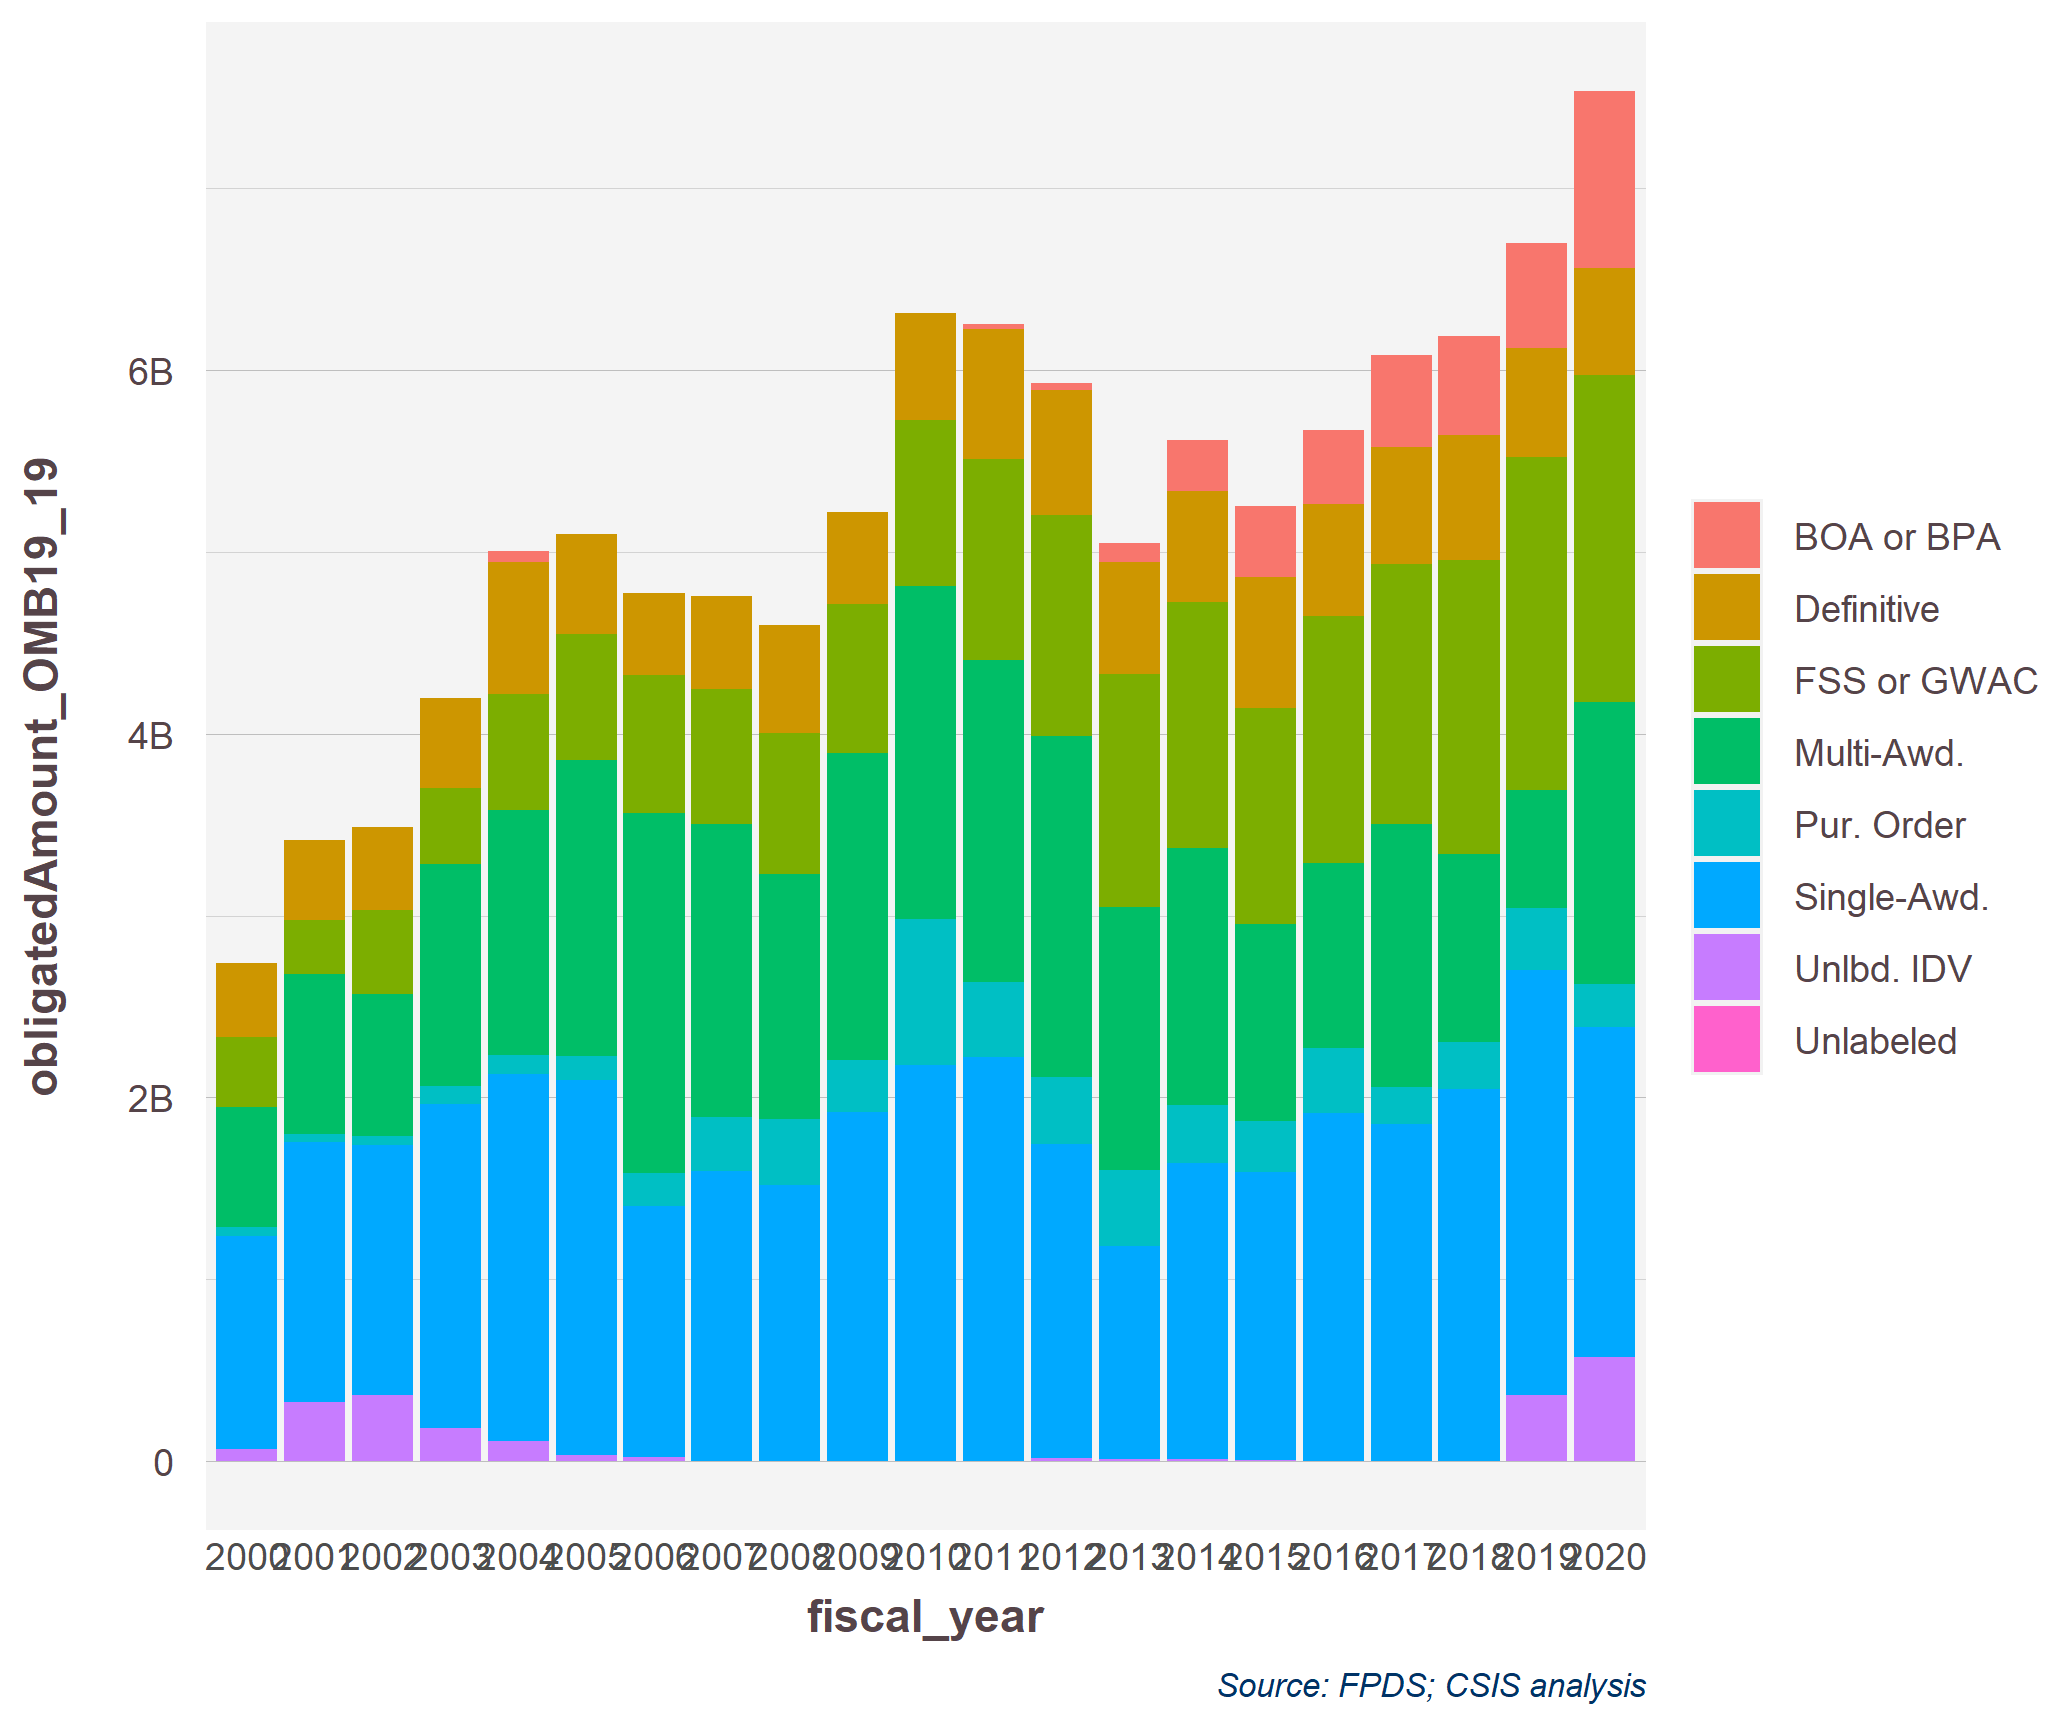 obligatedAmount_OMB19_19
6B
4B
2B
0
2000 2001 2002 2003 2004 2005 2006 2007 2008 2009 2010 2011 2012 2013 2014 2015 2016 2017 2018 2019 2020
fiscal_year
BOA or BPA
Definitive
FSS or GWAC
Multi-Awd.
Pur. Order
Single-Awd.
Unlbd. IDV
Unlabeled
Source: FPDS; CSIS analysis